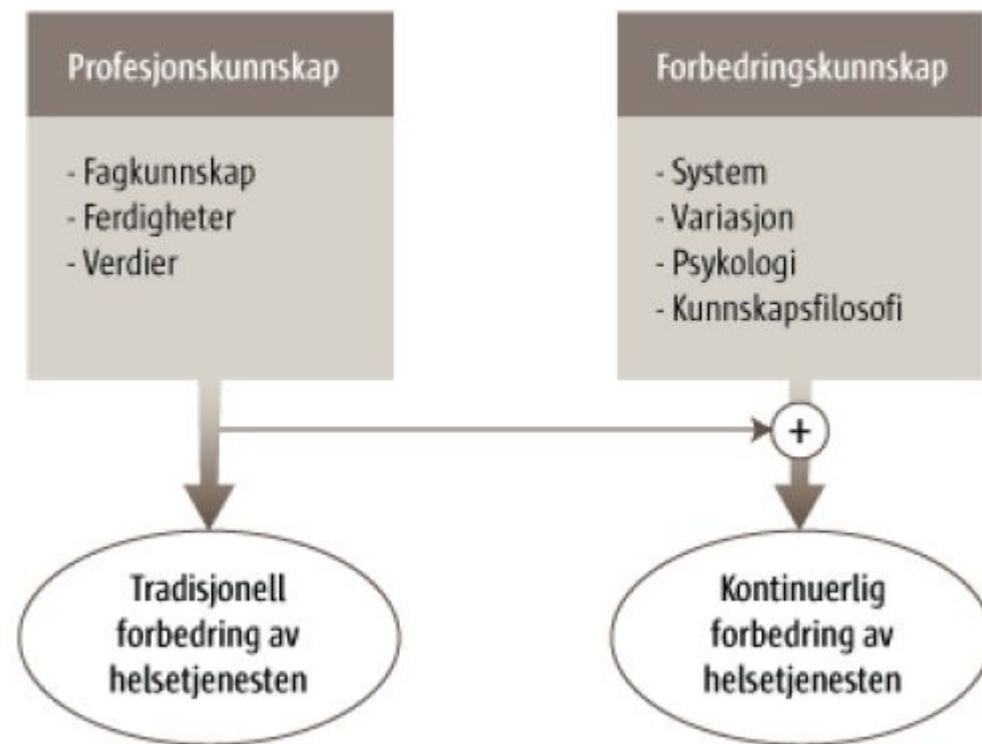 Profesjonskunnskap
- Fagkunnskap
- Ferdigheter
- Verdier
Forbedringskunnskap
- System
- Variasjon
- Psykologi
- Kunnskapsfilosofi
+
Tradisjonell
forbedring av
helsetjenesten
Kontinuerlig
forbedring av
helsetjenesten